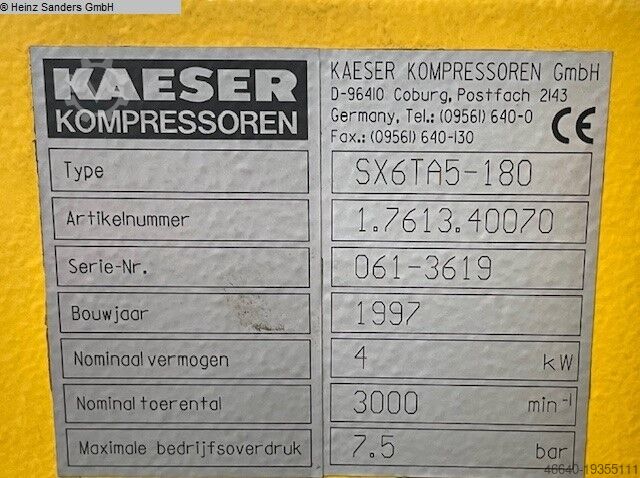 © Heinz Sanders GmbH
KAESER
KOMPRESSOREN
KAESER KOMPRESSOREN GmbH
D-96410 Coburg, Postfach 2143
Germany, Tel.: (09561) 640-0
Fax.: (09561) 640-130
CE
Type SX6TA5-180
Artikelnummer 1.7613.40070
Serie-Nr. 061-3619
Bouwjaar 1997
Nominaal vermogen 4 kW
Nominal toerental 3000 min⁻¹
Maximale bedrijfsoverdruk 7.5 bar
46640-19355111